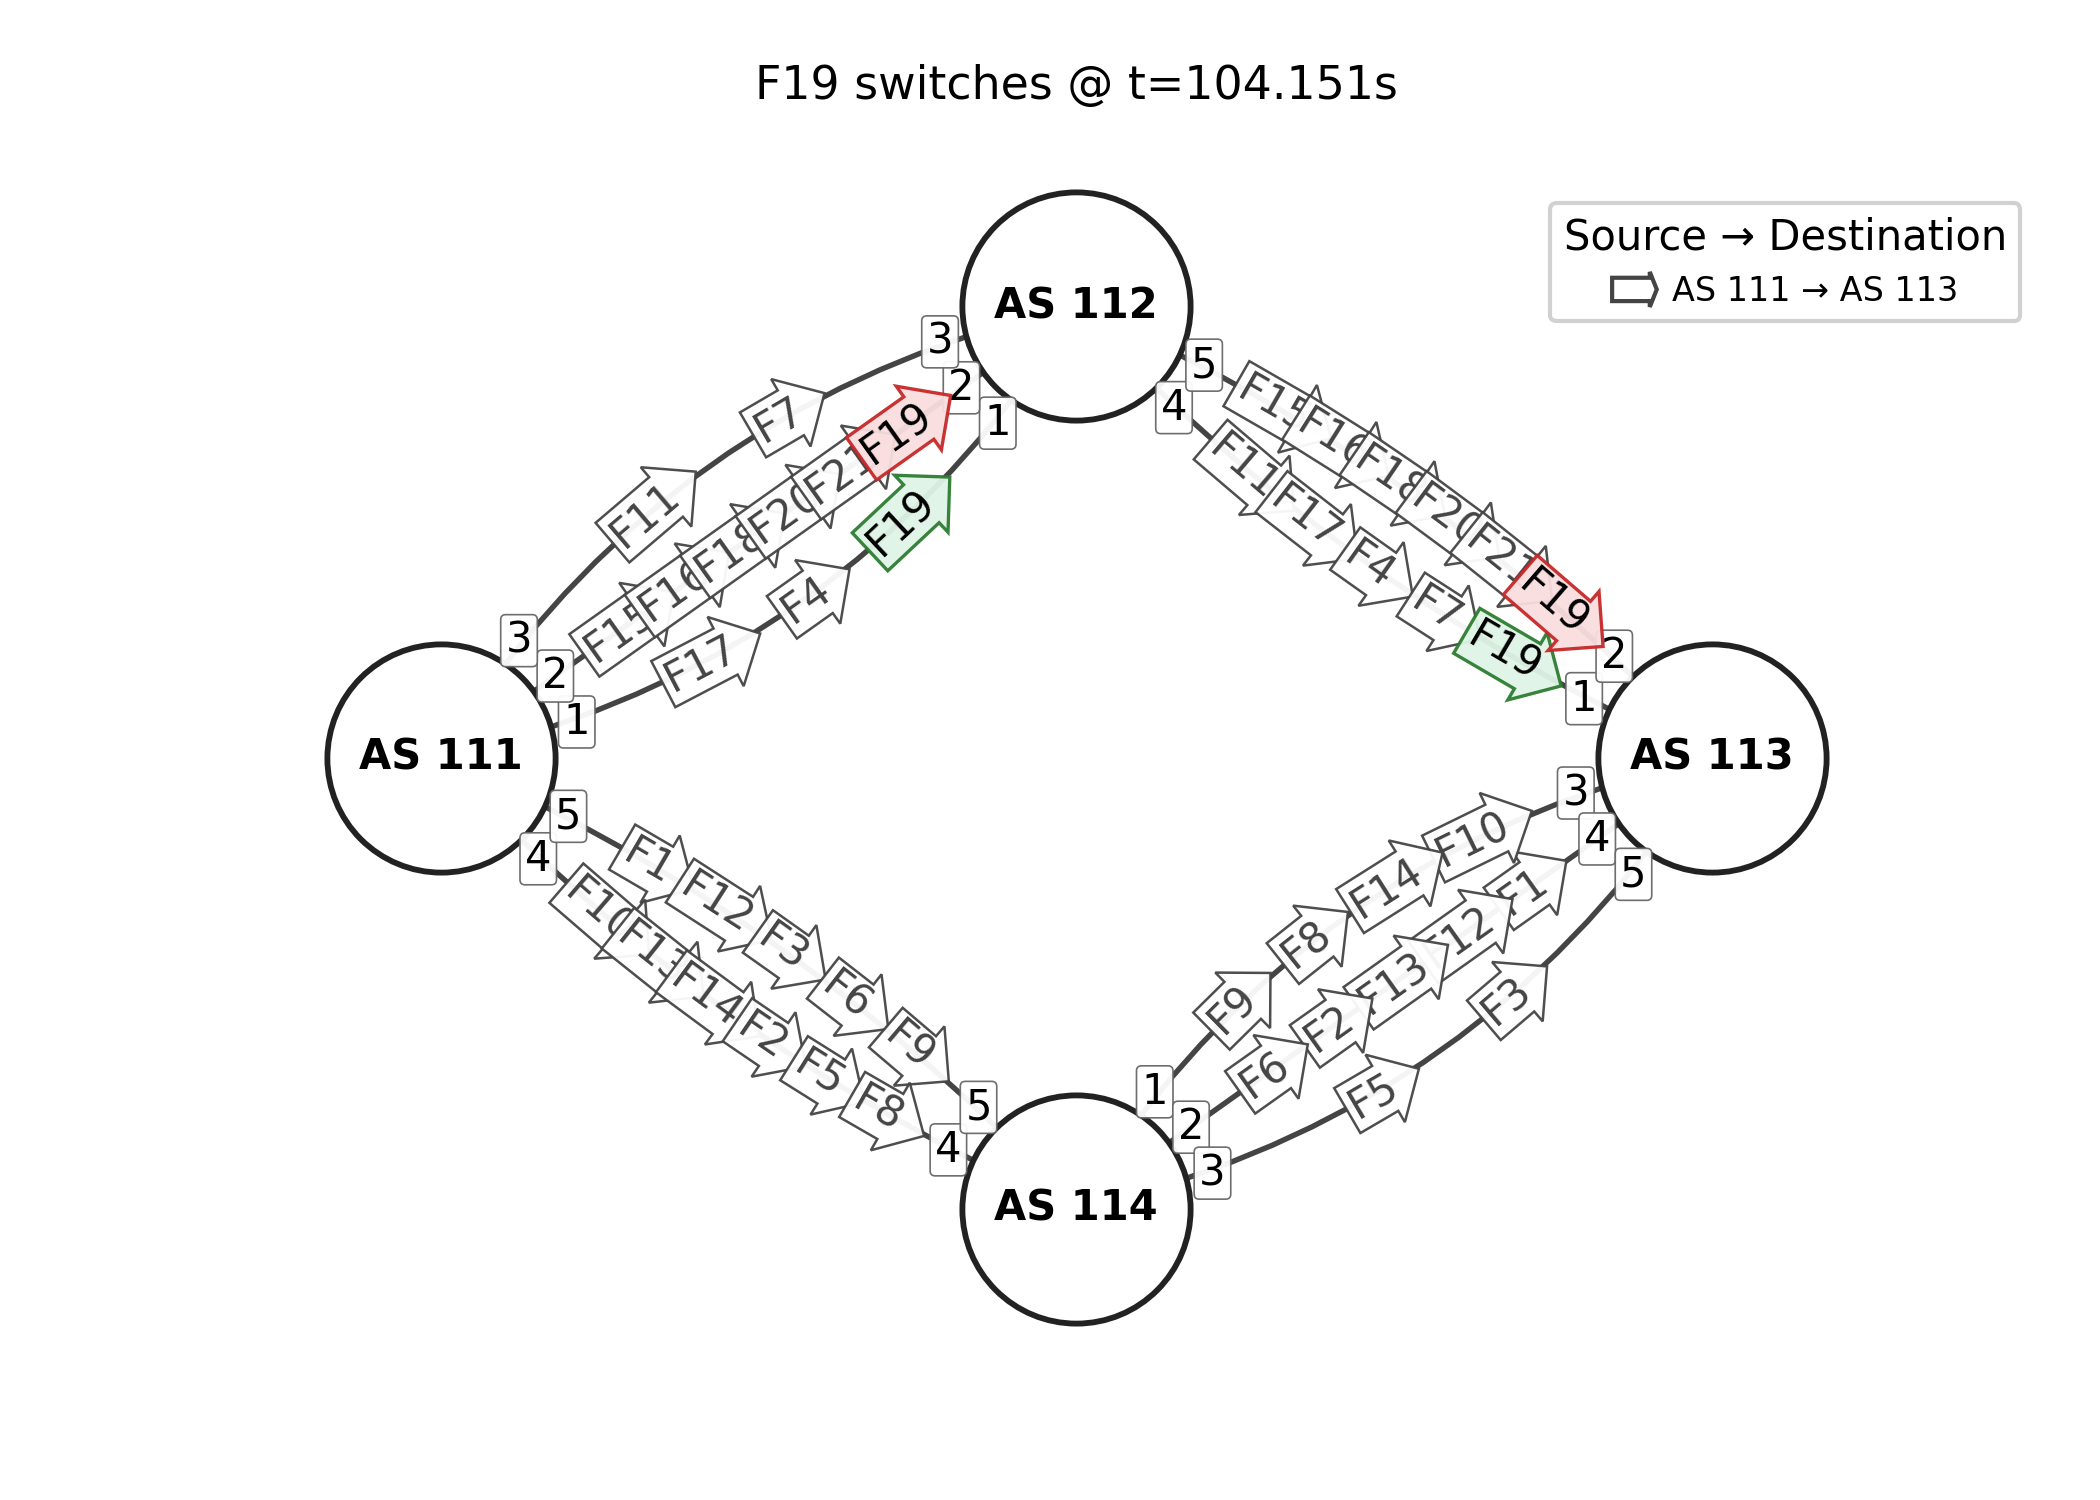 F19 switches @ t=104.151s
Source → Destination
AS 111 → AS 113
AS 112
3
2
1
5
4
F7
F11
F15
F16
F18
F20
F21
F19
F17
F4
F19
F15
F16
F18
F20
F21
F19
F11
F17
F4
F7
F19
3
2
1
AS 111
5
4
2
1
AS 113
3
4
5
F1
F12
F3
F6
F9
F10
F13
F14
F2
F5
F8
F9
F8
F14
F10
F6
F2
F13
F12
F1
F5
F3
5
4
1
2
3
AS 114